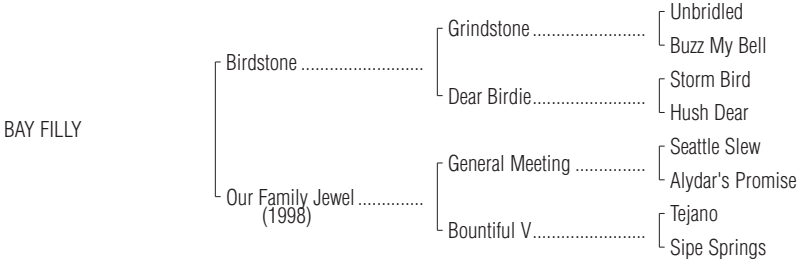 Unbridled
Grindstone........................
Buzz My Bell
Birdstone ..........................
Storm Bird
Dear Birdie........................
Hush Dear
BAY FILLY
Seattle Slew
General Meeting ...............
Alydar's Promise
Our Family Jewel ..............
(1998)
Tejano
Bountiful V........................
Sipe Springs